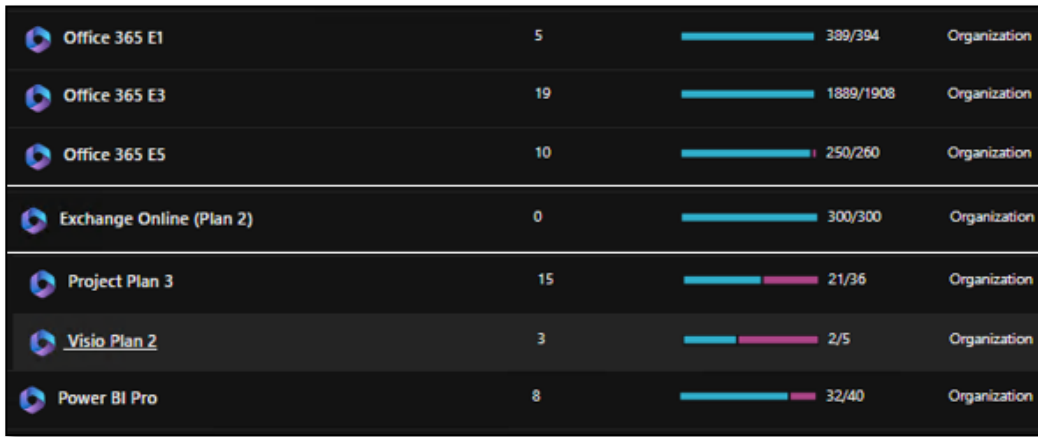 Office 365 E1 5 389/394 Organization
Office 365 E3 19 1889/1908 Organization
Office 365 E5 10 250/260 Organization
Exchange Online (Plan 2) 0 300/300 Organization
Project Plan 3 15 21/36 Organization
Visio Plan 2 3 2/5 Organization
Power BI Pro 8 32/40 Organization